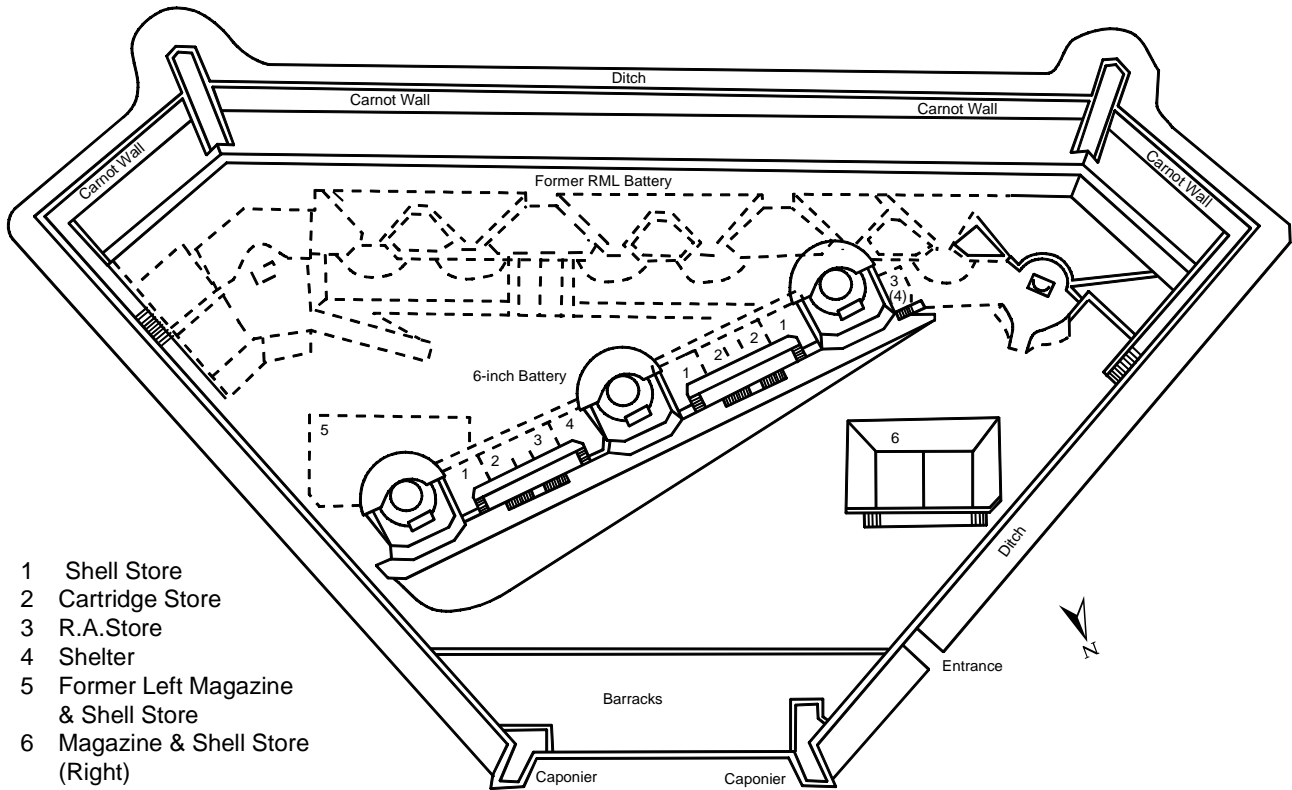 Ditch
Carnot Wall
Carnot Wall
Carnot Wall
Carnot Wall
Former RML Battery
3
(4)
1
2
2
1
6-inch Battery
4
3
2
1
5
6
Ditch
N
Entrance
Barracks
Caponier
Caponier
1 Shell Store
2 Cartridge Store
3 R.A.Store
4 Shelter
5 Former Left Magazine
& Shell Store
6 Magazine & Shell Store
(Right)